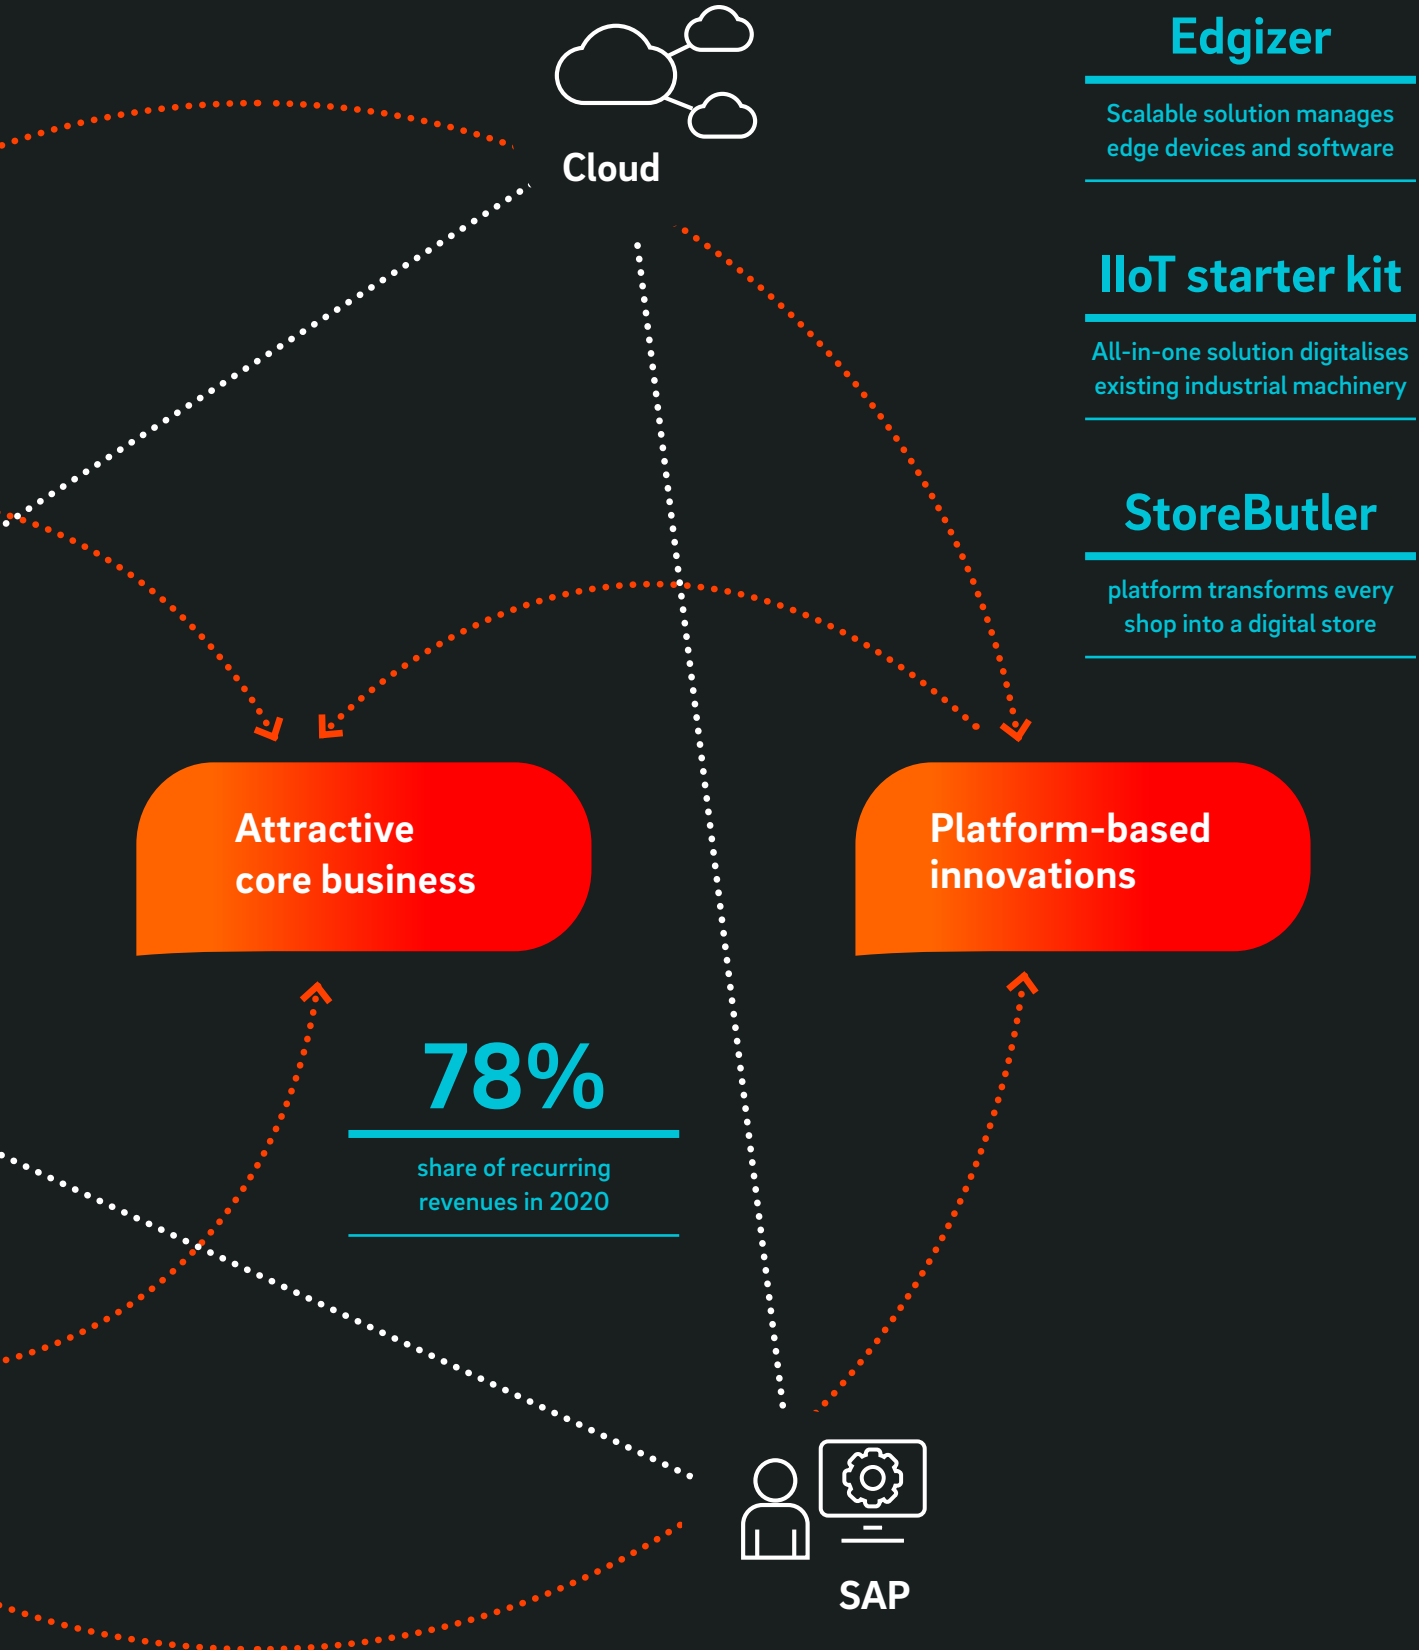 Cloud
Edgizer
Scalable solution manages
edge devices and software
IIoT starter kit
All-in-one solution digitalises
existing industrial machinery
StoreButler
platform transforms every
shop into a digital store
Attractive
core business
Platform-based
innovations
78%
share of recurring
revenues in 2020
SAP